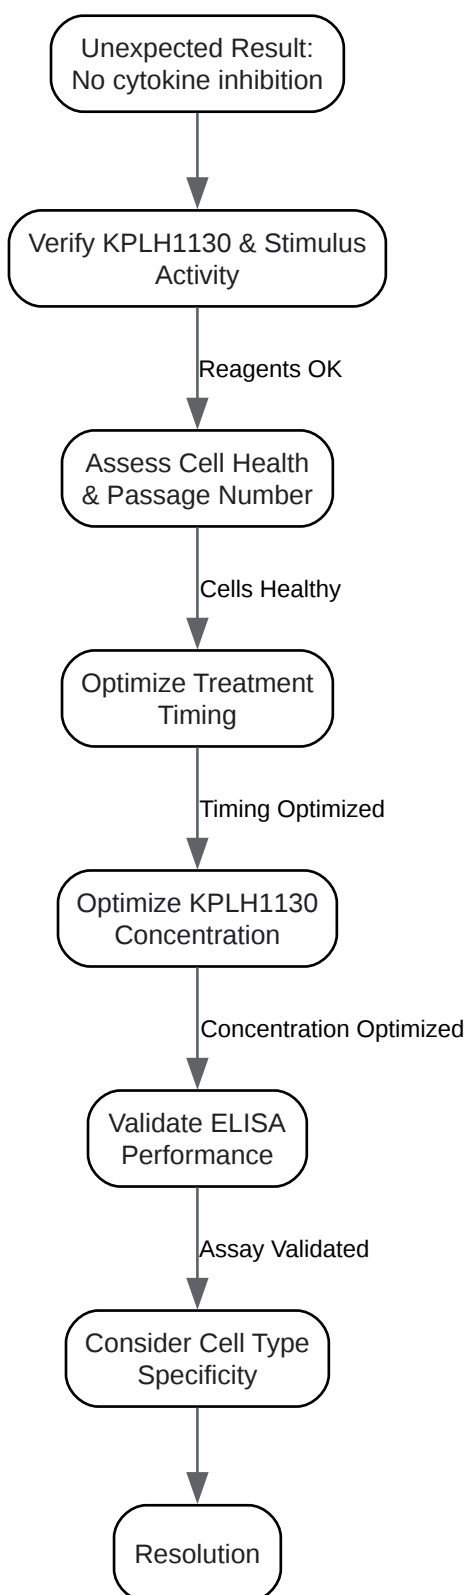 Unexpected Result:
No cytokine inhibition
Verify KPLH1130 & Stimulus
Activity
Reagents OK
Assess Cell Health
& Passage Number
Cells Healthy
Optimize Treatment
Timing
Timing Optimized
Optimize KPLH1130
Concentration
Concentration Optimized
Validate ELISA
Performance
Assay Validated
Consider Cell Type
Specificity
Resolution